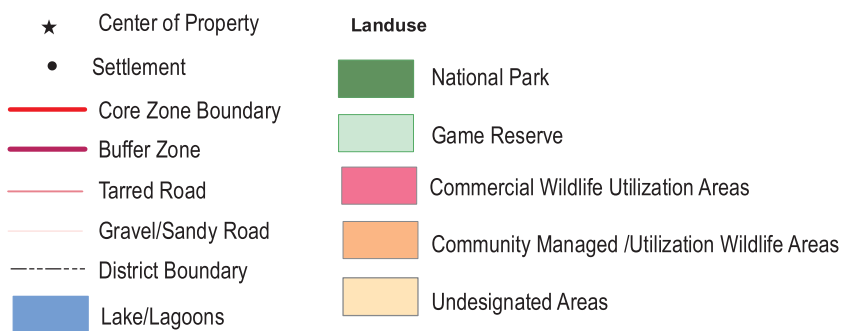 Center of Property
Settlement
Core Zone Boundary
Buffer Zone
Tarred Road
Gravel/Sandy Road
District Boundary
Lake/Lagoons
Landuse
National Park
Game Reserve
Commercial Wildlife Utilization Areas
Community Managed /Utilization Wildlife Areas
Undesignated Areas